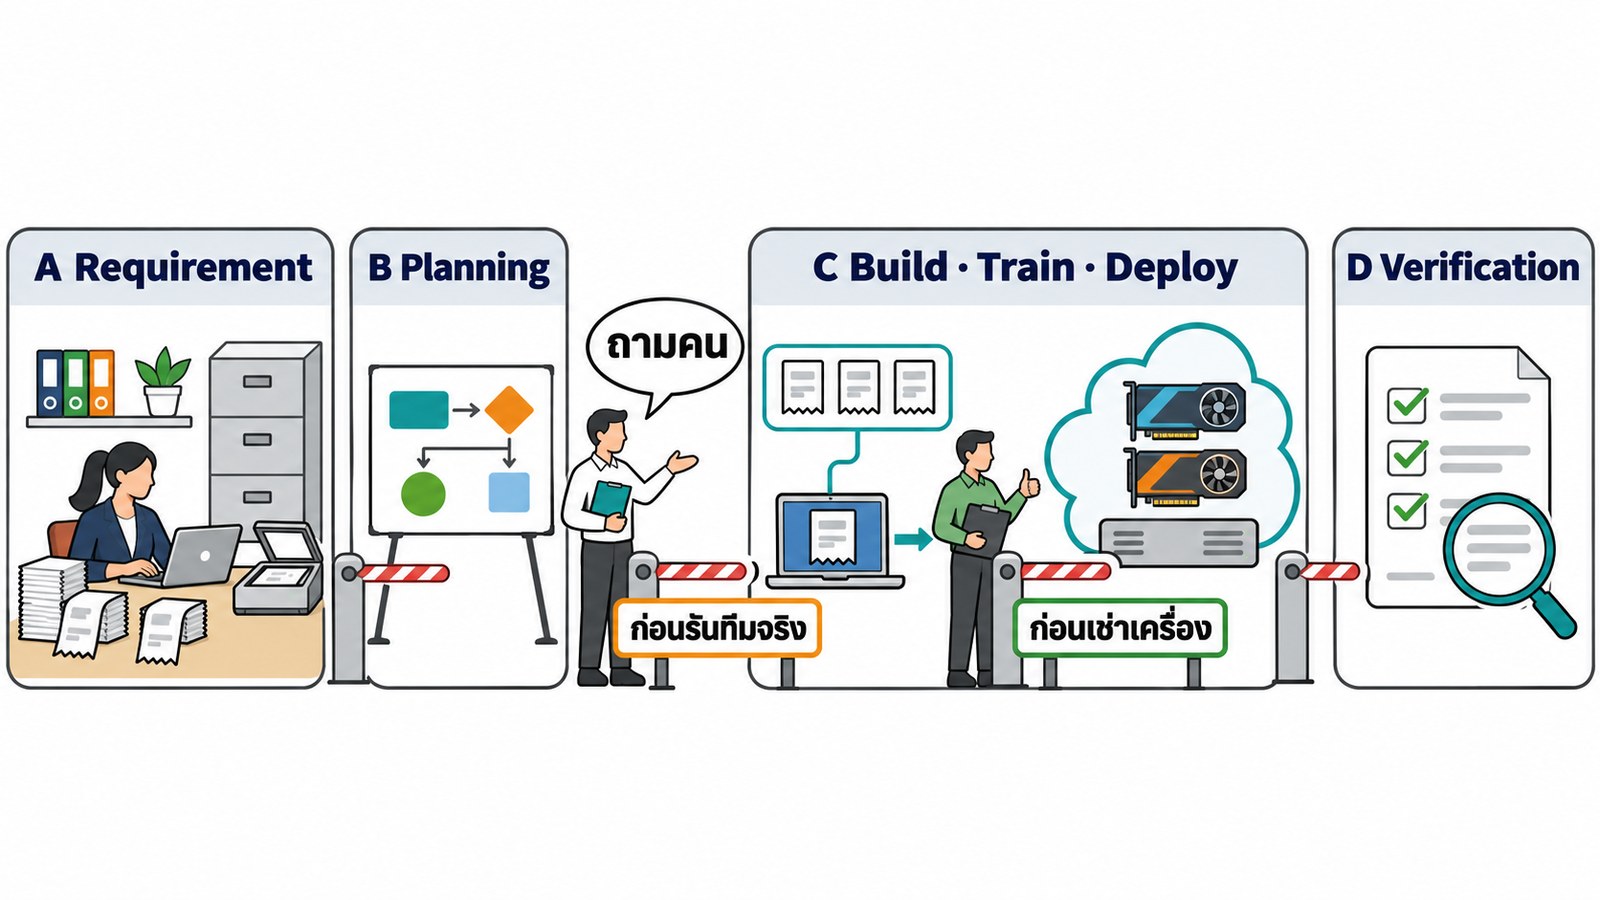 A Requirement
B Planning
ถามคน
C Build · Train · Deploy
D Verification
ก่อนรันทีมจริง
ก่อนเช่าเครื่อง